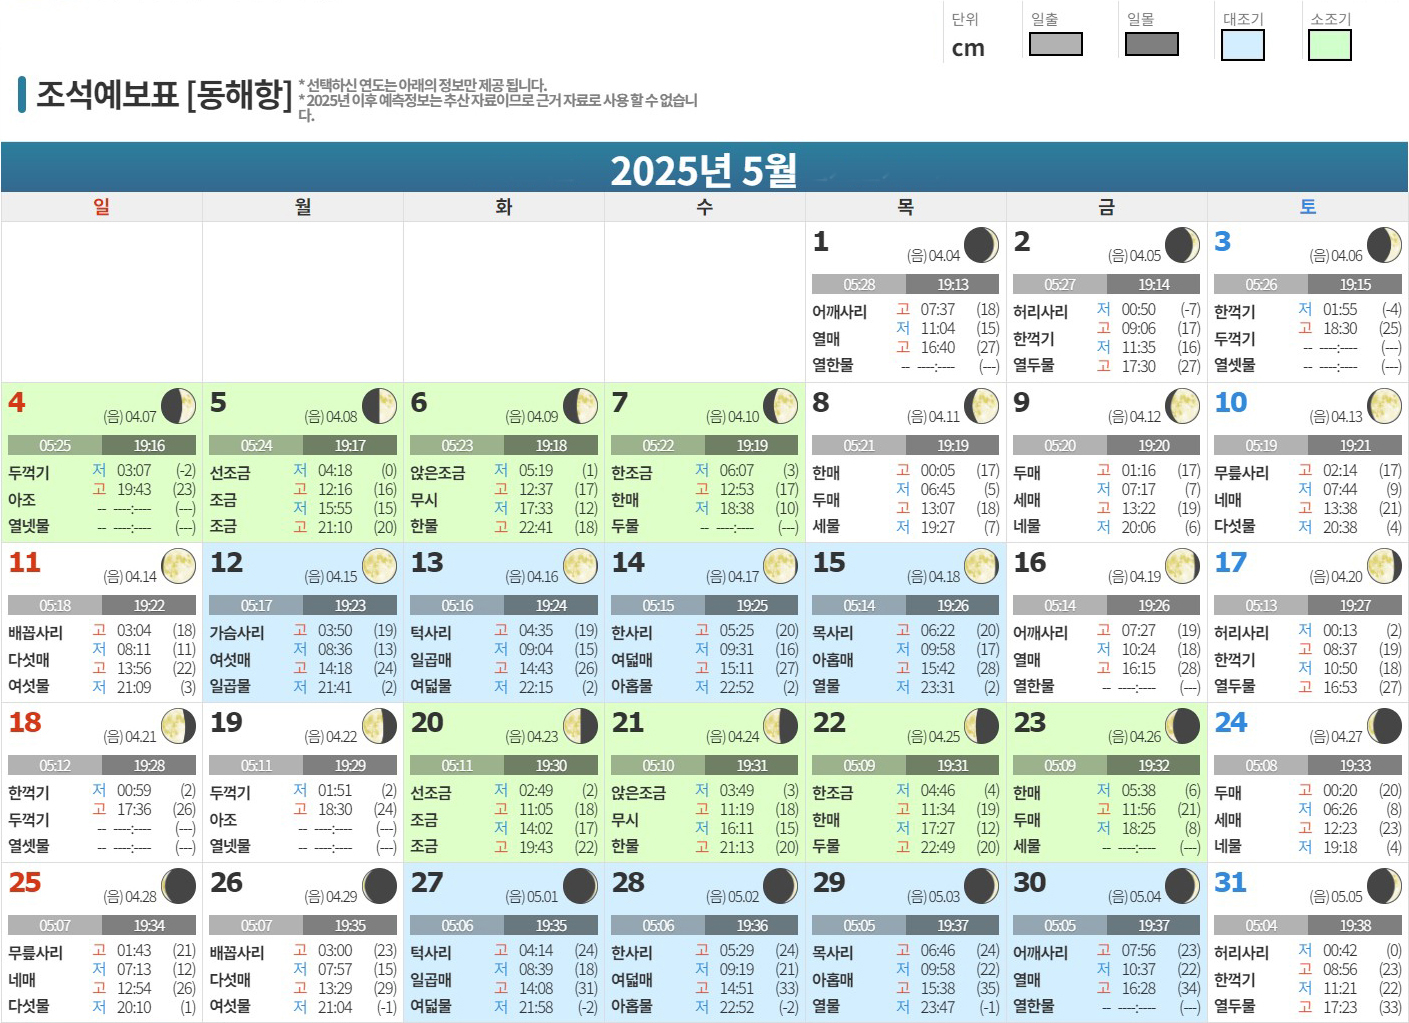 단위 일출 일몰 대조기 소조기
cm
조석예보표 [동해항]
* 선택하신 연도는 아래의 정보만 제공 됩니다.
* 2025년 이후 예측정보는 추산 자료이므로 근거 자료로 사용 할 수 없습니
다.
2025년 5월
일 월 화 수 목 금 토
1 (음) 04.04
05:28 19:13
어깨사리 열매 열한물
고 07:37 (18)
저 11:04 (15)
고 16:40 (27)
-- ----:---- (---)
2 (음) 04.05
05:27 19:14
허리사리 한꺽기 열두물
저 00:50 (-7)
고 09:06 (17)
저 11:35 (16)
고 17:30 (27)
3 (음) 04.06
05:26 19:15
한꺽기 두꺽기 열셋물
저 01:55 (-4)
고 18:30 (25)
-- ----:---- (---)
-- ----:---- (---)
4 (음) 04.07
05:25 19:16
두꺽기 아조 열넷물
저 03:07 (-2)
고 19:43 (23)
-- ----:---- (---)
-- ----:---- (---)
5 (음) 04.08
05:24 19:17
선조금 조금 조금
저 04:18 (0)
고 12:16 (16)
저 15:55 (15)
고 21:10 (20)
6 (음) 04.09
05:23 19:18
앉은조금 무시 한물
저 05:19 (1)
고 12:37 (17)
저 17:33 (12)
고 22:41 (18)
7 (음) 04.10
05:22 19:19
한조금 한매 두물
저 06:07 (3)
고 12:53 (17)
저 18:38 (10)
-- ----:---- (---)
8 (음) 04.11
05:21 19:19
한매 두매 세물
고 00:05 (17)
저 06:45 (5)
고 13:07 (18)
저 19:27 (7)
9 (음) 04.12
05:20 19:20
두매 세매 네물
고 01:16 (17)
저 07:17 (7)
고 13:22 (19)
저 20:06 (6)
10 (음) 04.13
05:19 19:21
무릎사리 네매 다섯물
고 02:14 (17)
저 07:44 (9)
고 13:38 (21)
저 20:38 (4)
11 (음) 04.14
05:18 19:22
배꼽사리 다섯매 여섯물
고 03:04 (18)
저 08:11 (11)
고 13:56 (22)
저 21:09 (3)
12 (음) 04.15
05:17 19:23
가슴사리 여섯매 일곱물
고 03:50 (19)
저 08:36 (13)
고 14:18 (24)
저 21:41 (2)
13 (음) 04.16
05:16 19:24
턱사리 일곱매 여덟물
고 04:35 (19)
저 09:04 (15)
고 14:43 (26)
저 22:15 (2)
14 (음) 04.17
05:15 19:25
한사리 여덟매 아홉물
고 05:25 (20)
저 09:31 (16)
고 15:11 (27)
저 22:52 (2)
15 (음) 04.18
05:14 19:26
목사리 아홉매 열물
고 06:22 (20)
저 09:58 (17)
고 15:42 (28)
저 23:31 (2)
16 (음) 04.19
05:14 19:26
어깨사리 열매 열한물
고 07:27 (19)
저 10:24 (18)
고 16:15 (28)
-- ----:---- (---)
17 (음) 04.20
05:13 19:27
허리사리 한꺽기 열두물
저 00:13 (2)
고 08:37 (19)
저 10:50 (18)
고 16:53 (27)
18 (음) 04.21
05:12 19:28
한꺽기 두꺽기 열셋물
저 00:59 (2)
고 17:36 (26)
-- ----:---- (---)
-- ----:---- (---)
19 (음) 04.22
05:11 19:29
두꺽기 아조 열넷물
저 01:51 (2)
고 18:30 (24)
-- ----:---- (---)
-- ----:---- (---)
20 (음) 04.23
05:11 19:30
선조금 조금 조금
저 02:49 (2)
고 11:05 (18)
저 14:02 (17)
고 19:43 (22)
21 (음) 04.24
05:10 19:31
앉은조금 무시 한물
저 03:49 (3)
고 11:19 (18)
저 16:11 (15)
고 21:13 (20)
22 (음) 04.25
05:09 19:31
한조금 한매 두물
저 04:46 (4)
고 11:34 (19)
저 17:27 (12)
고 22:49 (20)
23 (음) 04.26
05:09 19:32
한매 두매 세물
저 05:38 (6)
고 11:56 (21)
저 18:25 (8)
-- ----:---- (---)
24 (음) 04.27
05:08 19:33
두매 세매 네물
고 00:20 (20)
저 06:26 (8)
고 12:23 (23)
저 19:18 (4)
25 (음) 04.28
05:07 19:34
무릎사리 네매 다섯물
고 01:43 (21)
저 07:13 (12)
고 12:54 (26)
저 20:10 (1)
26 (음) 04.29
05:07 19:35
배꼽사리 다섯매 여섯물
고 03:00 (23)
저 07:57 (15)
고 13:29 (29)
저 21:04 (-1)
27 (음) 05.01
05:06 19:35
턱사리 일곱매 여덟물
고 04:14 (24)
저 08:39 (18)
고 14:08 (31)
저 21:58 (-2)
28 (음) 05.02
05:06 19:36
한사리 여덟매 아홉물
고 05:29 (24)
저 09:19 (21)
고 14:51 (33)
저 22:52 (-2)
29 (음) 05.03
05:05 19:37
목사리 아홉매 열물
고 06:46 (24)
저 09:58 (22)
고 15:38 (35)
저 23:47 (-1)
30 (음) 05.04
05:05 19:37
어깨사리 열매 열한물
고 07:56 (23)
저 10:37 (22)
고 16:28 (34)
-- ----:---- (---)
31 (음) 05.05
05:04 19:38
허리사리 한꺽기 열두물
저 00:42 (0)
고 08:56 (23)
저 11:21 (22)
고 17:23 (33)